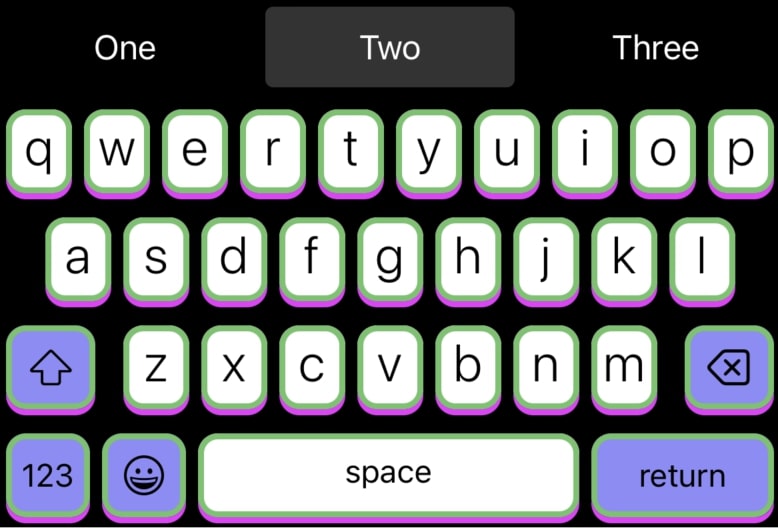 One Two Three
q w e r t y u i o p
a s d f g h j k l
z x c v b n m
123 space return